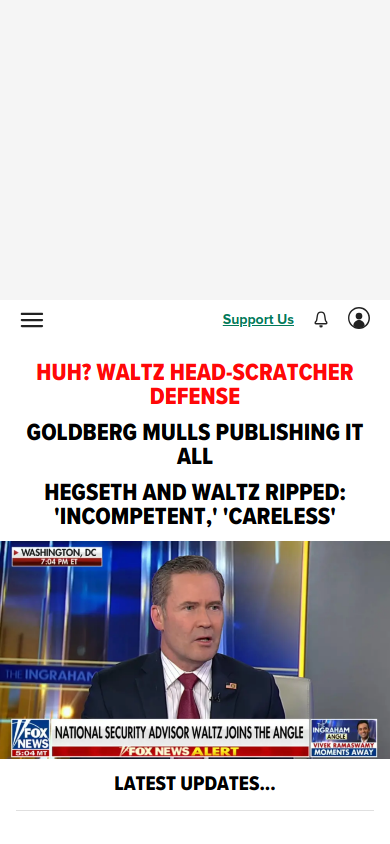 Support Us
HUH? WALTZ HEAD-SCRATCHER
DEFENSE
GOLDBERG MULLS PUBLISHING IT
ALL
HEGSETH AND WALTZ RIPPED:
'INCOMPETENT,' 'CARELESS'
WASHINGTON, DC
7:04 PM ET
THE INGRAHAM
FOX
NEWS
5:04 MT
NATIONAL SECURITY ADVISOR WALTZ JOINS THE ANGLE
FOX NEWS ALERT
INGRAHAM
ANGLE
VIVEK RAMASWAMY
MOMENTS AWAY
LATEST UPDATES...